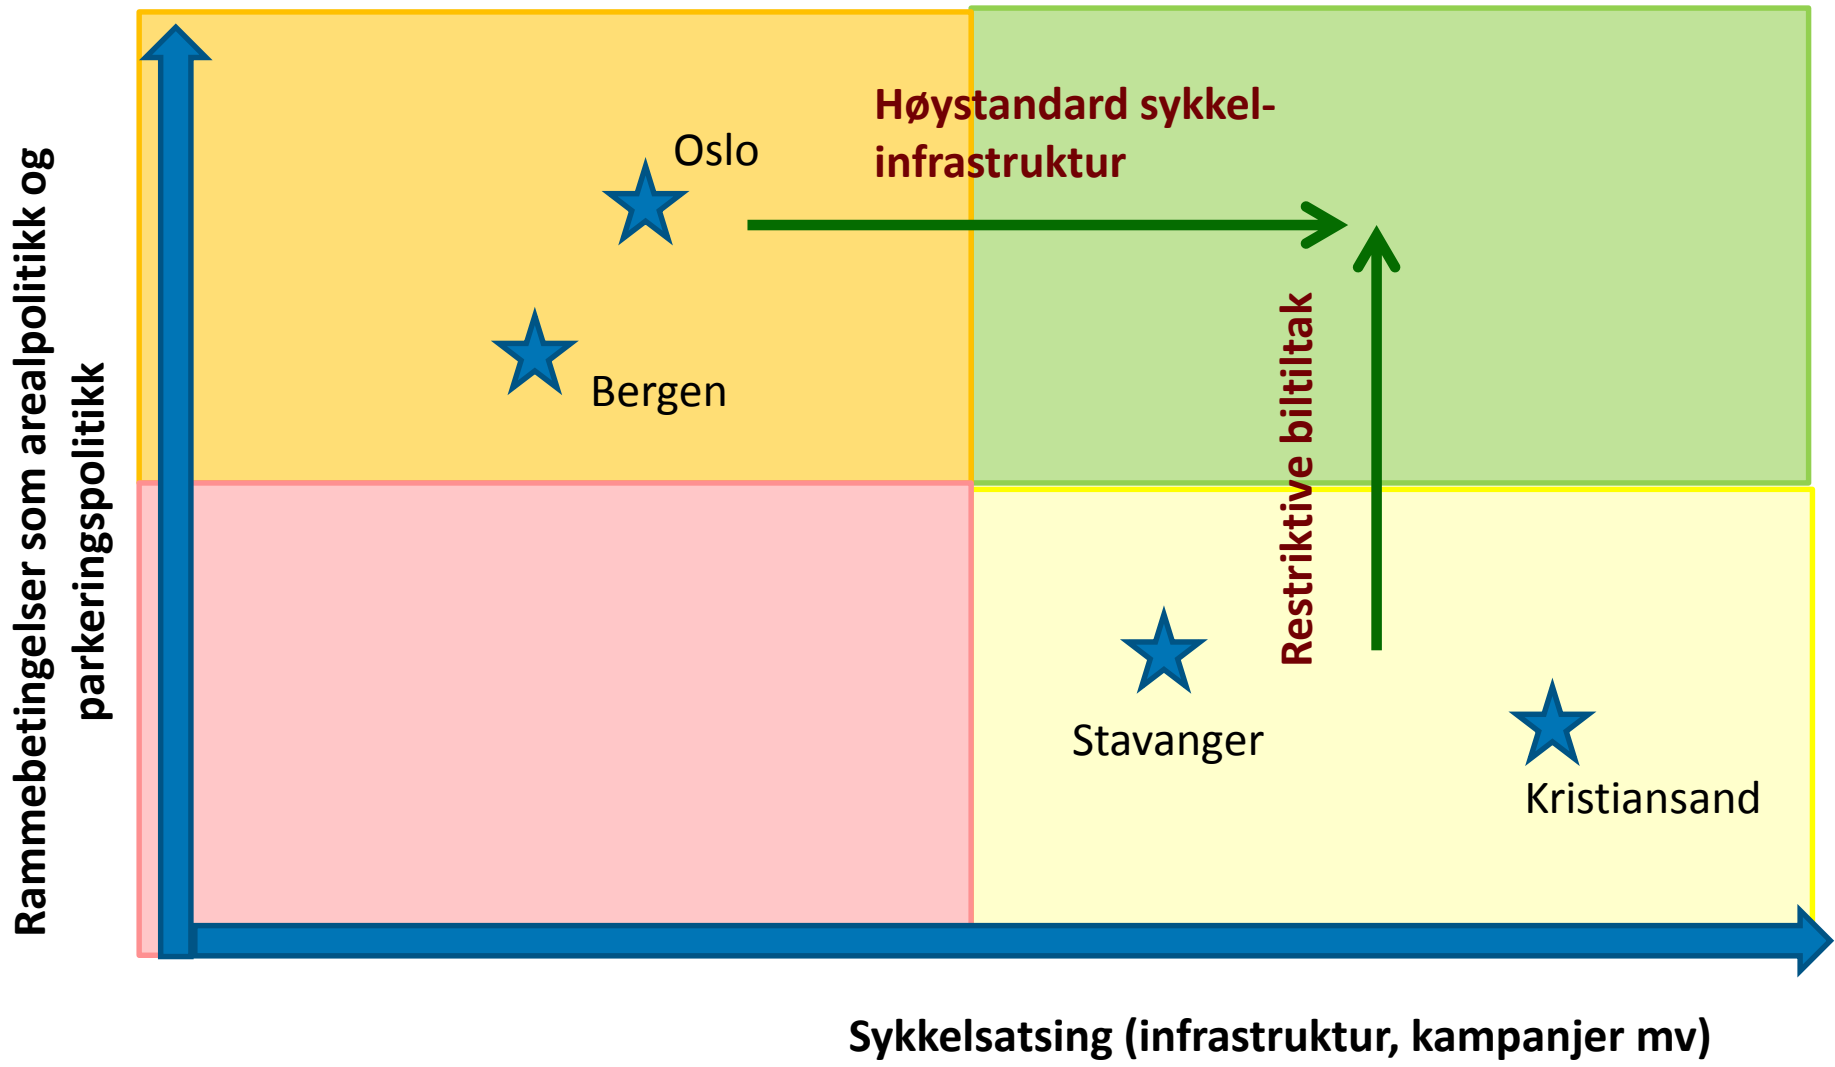 Rammebetingelser som arealpolitikk og
parkeringspolitikk
Høystandard sykkel-
infrastruktur
Oslo
Bergen
Restriktive biltiltak
Stavanger
Kristiansand
Sykkelsatsing (infrastruktur, kampanjer mv)